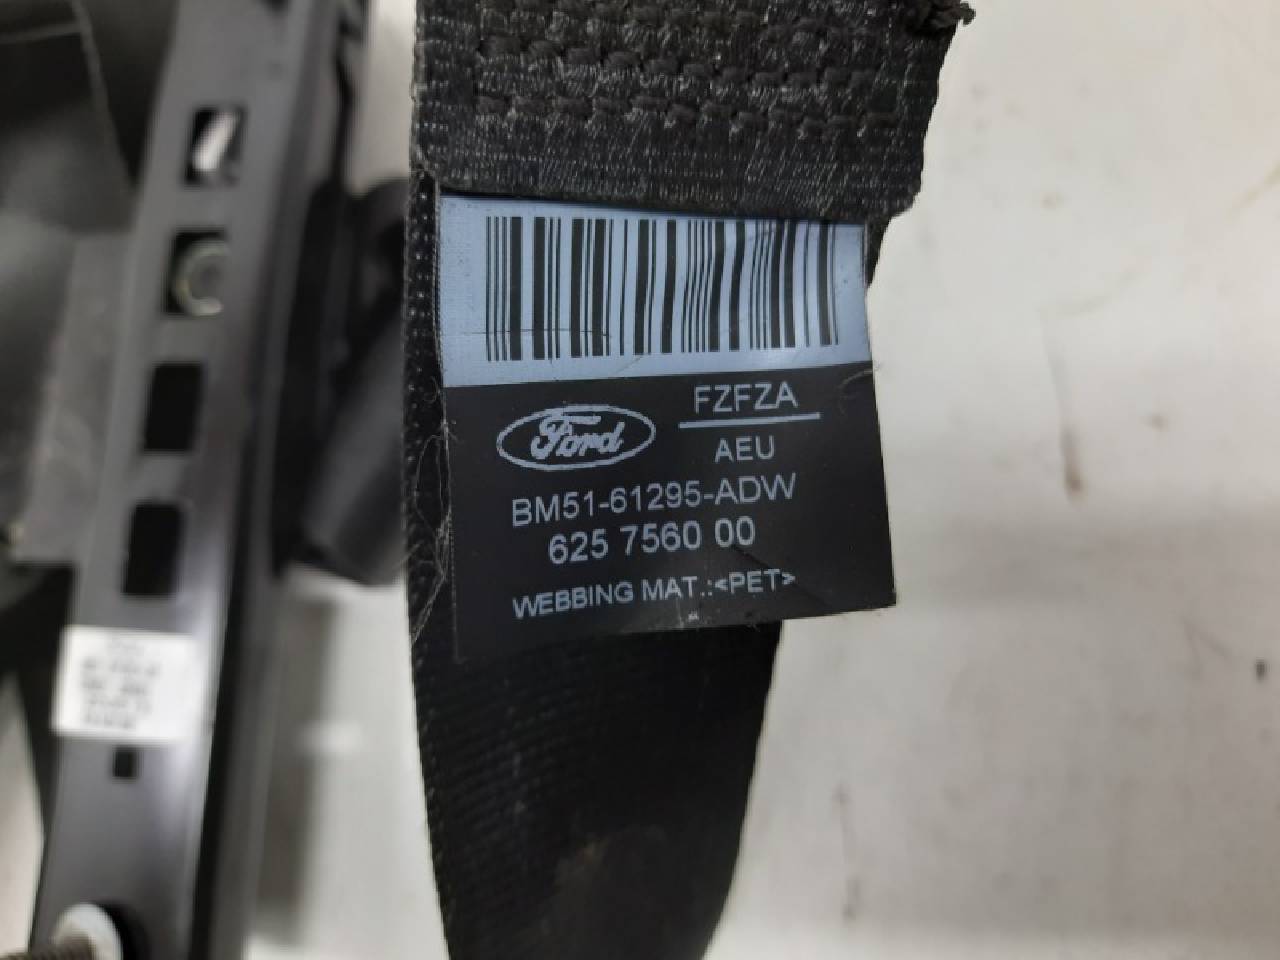 FZFZA
Ford
AEU
BM51-61295-ADW
625 7560 00
WEBBING MAT.:<PET>